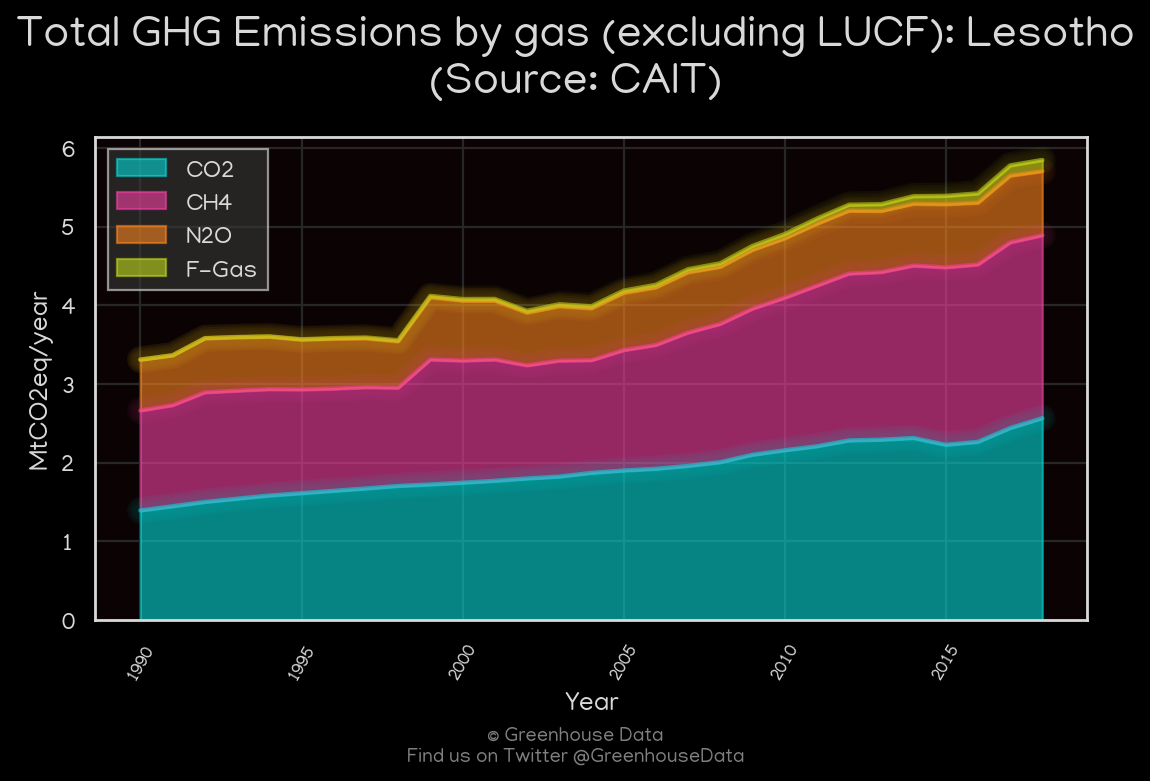 Total GHG Emissions by gas (excluding LUCF): Lesotho
(Source: CAIT)
6
5
4
3
2
1
0
MtCO2eq/year
CO2
CH4
N2O
F-Gas
1990
1995
2000
2005
2010
2015
Year
© Greenhouse Data
Find us on Twitter @GreenhouseData